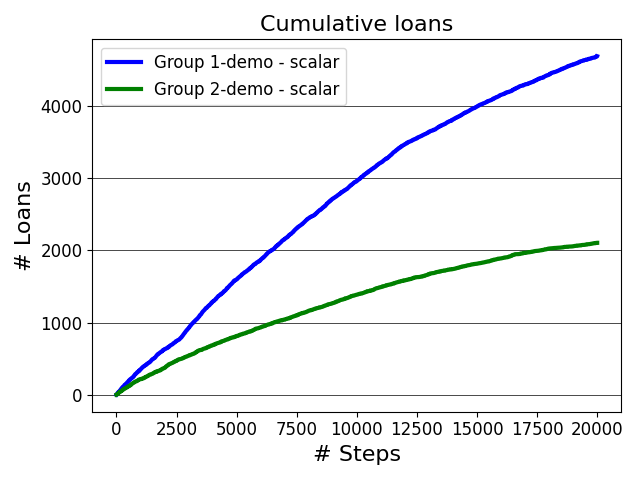 Cumulative loans
Group 1-demo - scalar
Group 2-demo - scalar
# Loans
4000
3000
2000
1000
0
0 2500 5000 7500 10000 12500 15000 17500 20000
# Steps